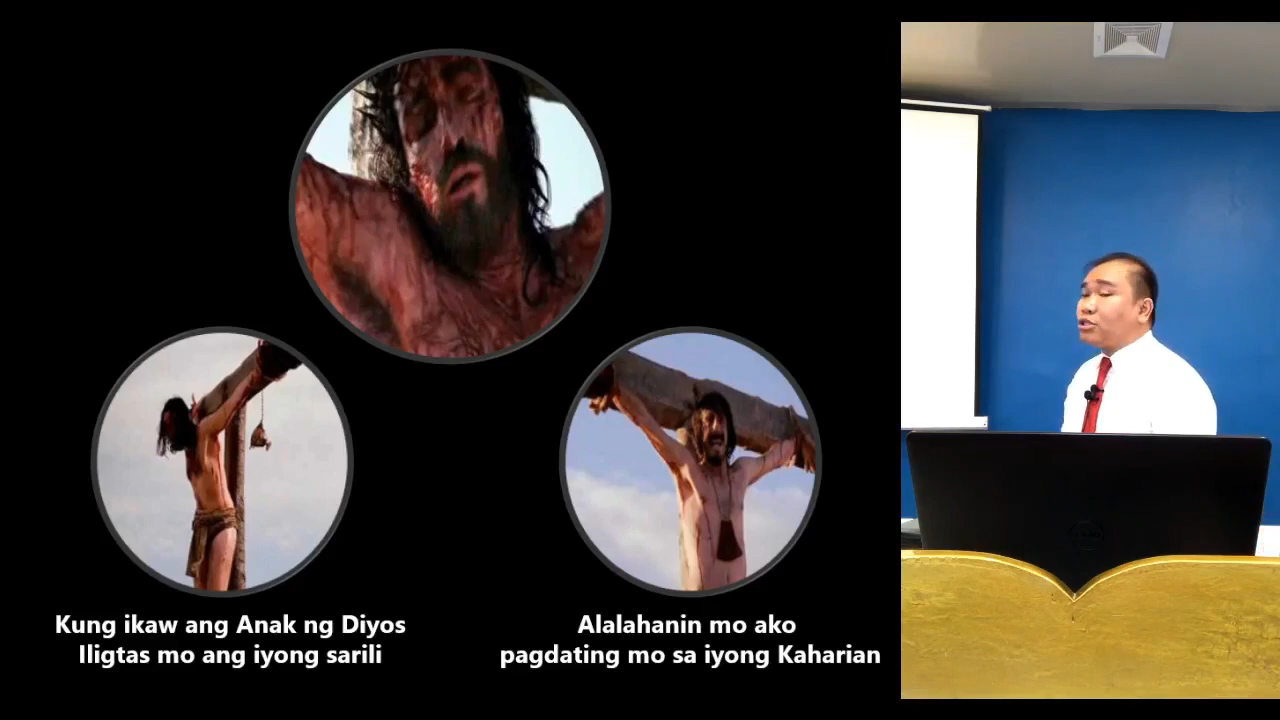 Kung ikaw ang Anak ng Diyos
Iligtas mo ang iyong sarili
Alalahanin mo ako
pagdating mo sa iyong Kaharian